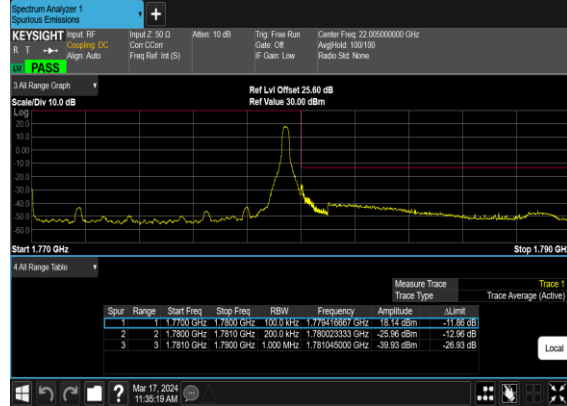 Spectrum Analyzer 1
Spurious Emissions
KEYSIGHT Input: RF Input Z: 50 Ω Atten: 10 dB Trig: Free Run Center Freq: 22.005000000 GHz
R T Coupling: DC Corr CCorr Gate: Off Avg|Hold: 100/100
Align: Auto Freq Ref: Int (S) IF Gain: Low Radio Std: None
PASS
3 All Range Graph
Ref Lvl Offset 25.60 dB
Scale/Div 10.0 dB Ref Value 30.00 dBm
Log
20.0
10.0
0.00
-10.0
-20.0
-30.0
-40.0
-50.0
-60.0
Start 1.770 GHz Stop 1.790 GHz
4 All Range Table
Measure Trace Trace 1
Trace Type Trace Average (Active)
Spur Range Start Freq Stop Freq RBW Frequency Amplitude ΔLimit
1 1 1.7700 GHz 1.7800 GHz 100.0 kHz 1.779416667 GHz 18.14 dBm -11.86 dB
2 2 1.7800 GHz 1.7810 GHz 200.0 kHz 1.780023333 GHz -25.96 dBm -12.96 dB
3 3 1.7810 GHz 1.7900 GHz 1.000 MHz 1.781045000 GHz -39.93 dBm -26.93 dB
Local
? Mar 17, 2024
11:35:19 AM